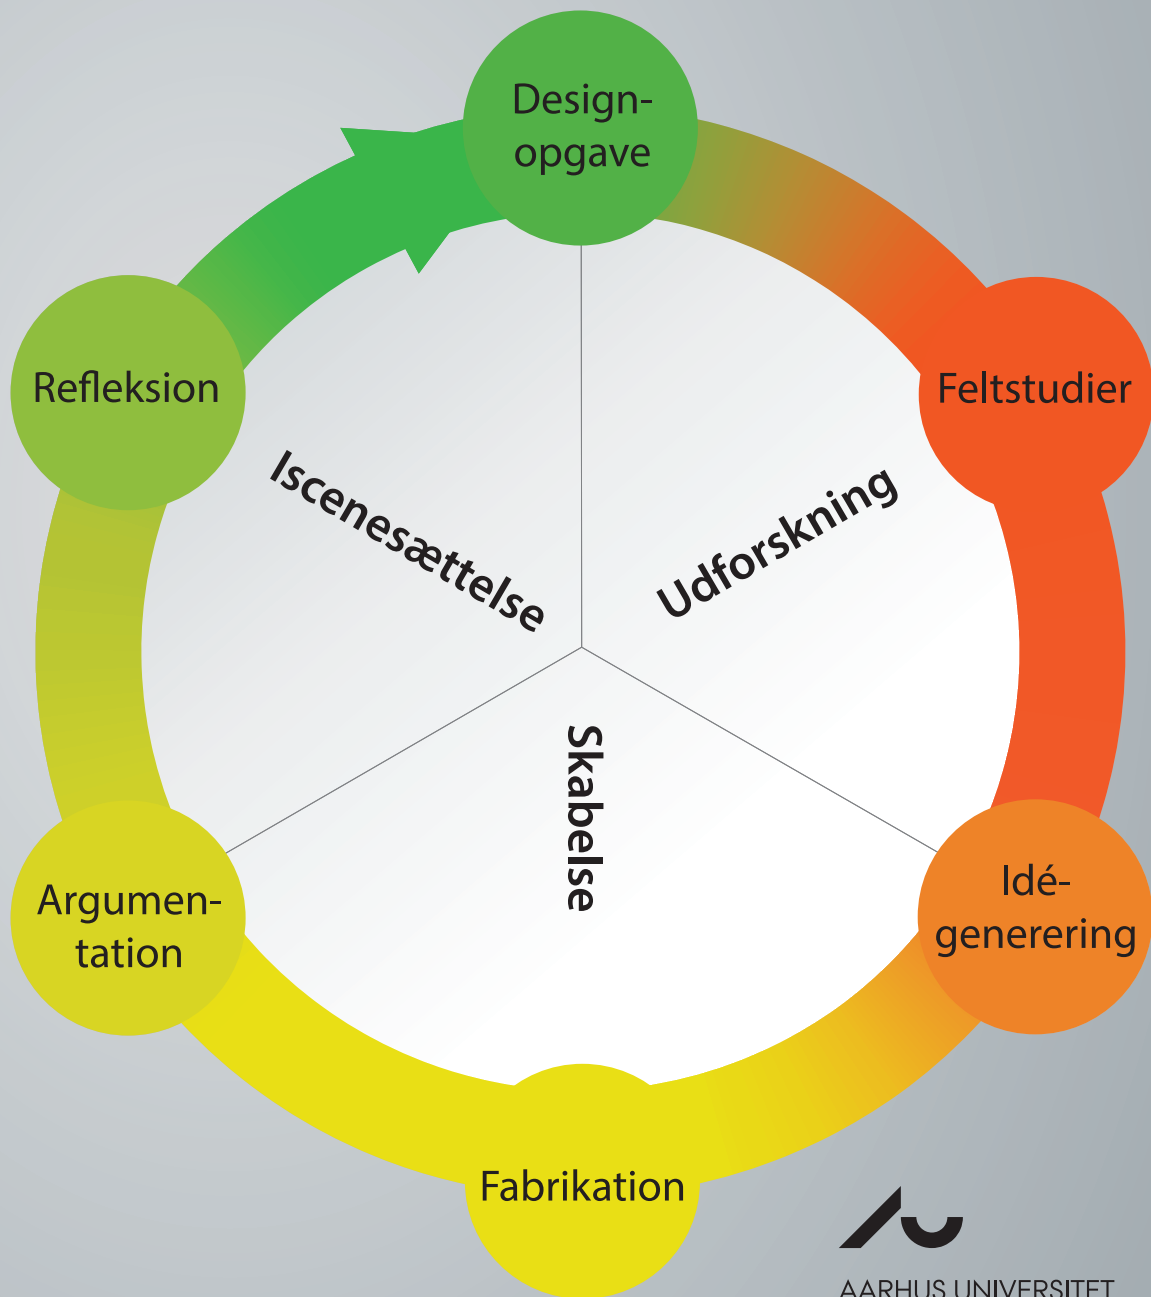 Design-
opgave
Feltstudier
Idé-
generering
Fabrikation
Argumen-
tation
Refleksion
Iscenesættelse
Udforskning
Skabelse
AARHUS UNIVERSITET